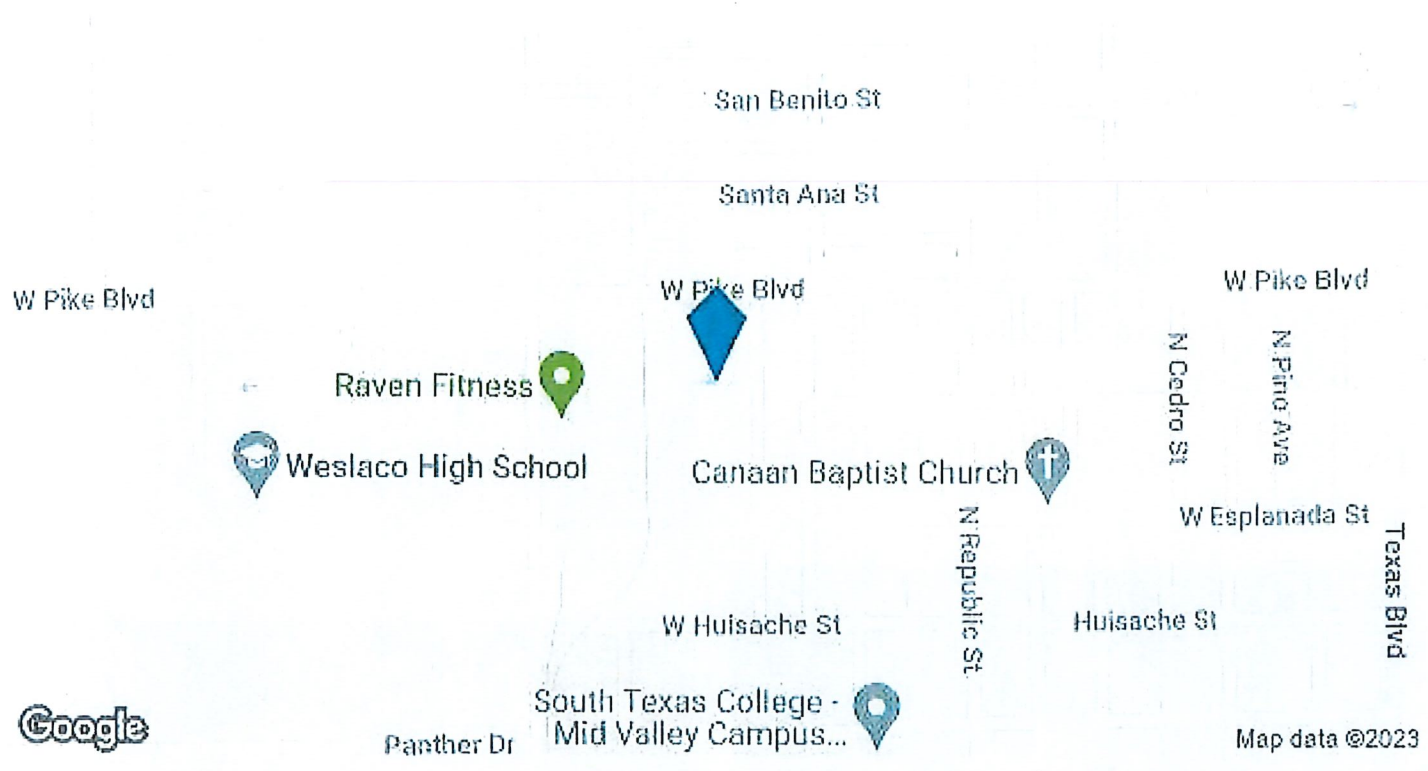 San Benito St
Santa Ana St
W Pike Blvd
W Pike Blvd
W Pike Blvd
N Cedro St
N Pino Ave
Raven Fitness
Weslaco High School
Canaan Baptist Church
W Esplanada St
N Republic St
Texas Blvd
W Huisache St
Huisache St
South Texas College -
Mid Valley Campus...
Google
Panther Dr
Map data ©2023